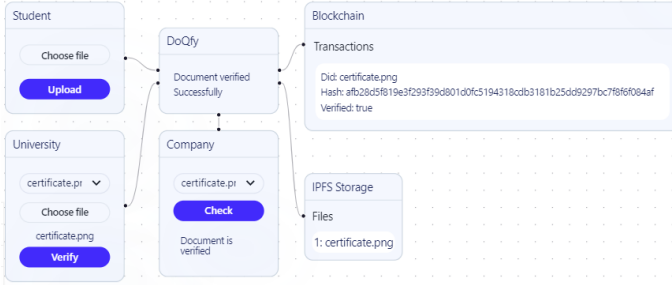 Student
Choose file
Upload
DoQfy
Document verified
Successfully
Blockchain
Transactions
Did: certificate.png
Hash: afb28d5f819e3f293f39d801d0fc5194318cdb3181b25dd9297bc7f8f6f084af
Verified: true
University
certificate.pr
Choose file
certificate.png
Verify
Company
certificate.pr
Check
Document is
verified
IPFS Storage
Files
1: certificate.png